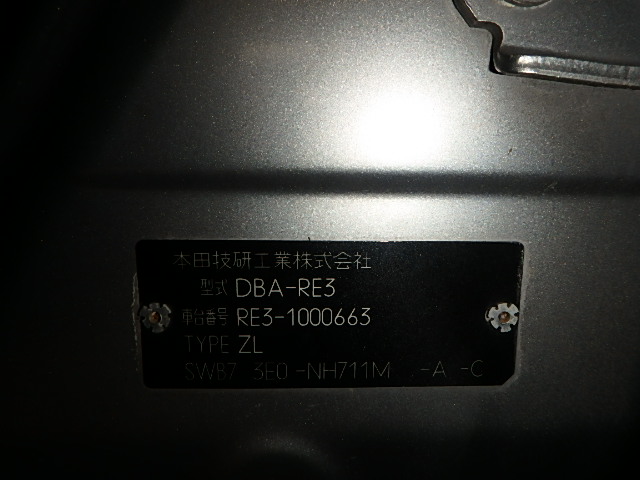 本田技研工業株式会社
型式 DBA-RE3
車台番号 RE3-1000663
TYPE ZL
SWB7 3E0 -NH711M -A -C